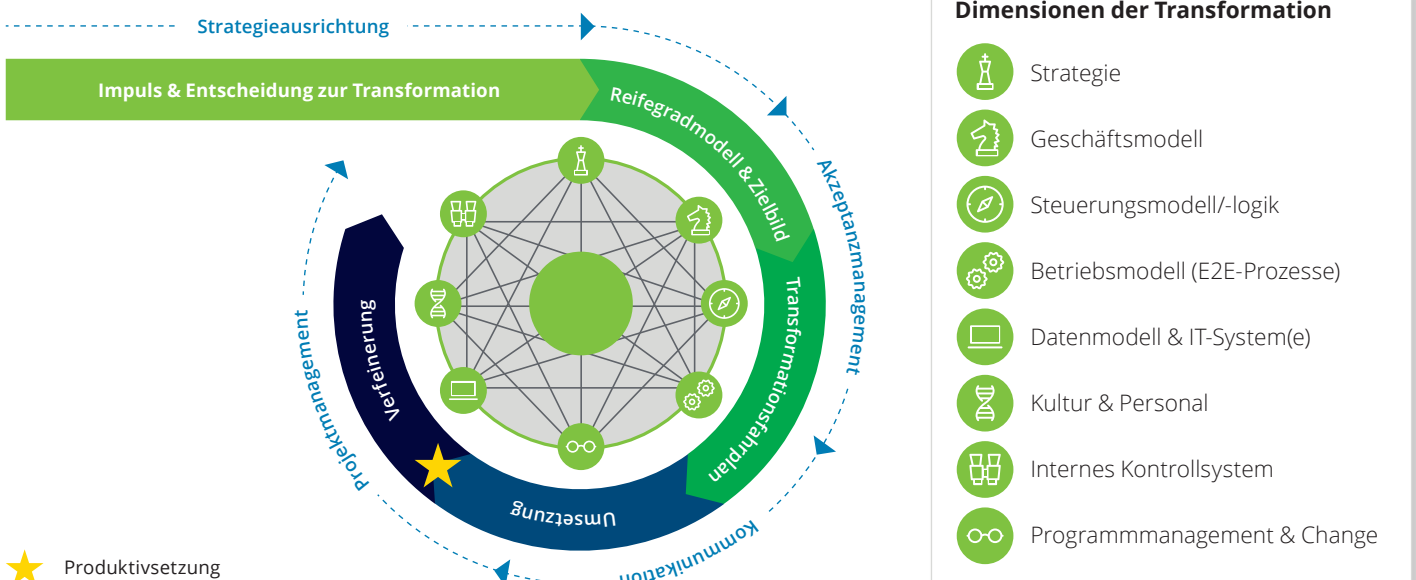 Strategieausrichtung
Impuls & Entscheidung zur Transformation
Reifegradmodell & Zielbild
Akzeptanzmanagement
Transformationsfahrplan
Kommunikation
Umsetzung
Projektmanagement
Verfeinerung
Produktivsetzung
Dimensionen der Transformation
Strategie
Geschäftsmodell
Steuerungsmodell/-logik
Betriebsmodell (E2E-Prozesse)
Datenmodell & IT-System(e)
Kultur & Personal
Internes Kontrollsystem
Programmmanagement & Change